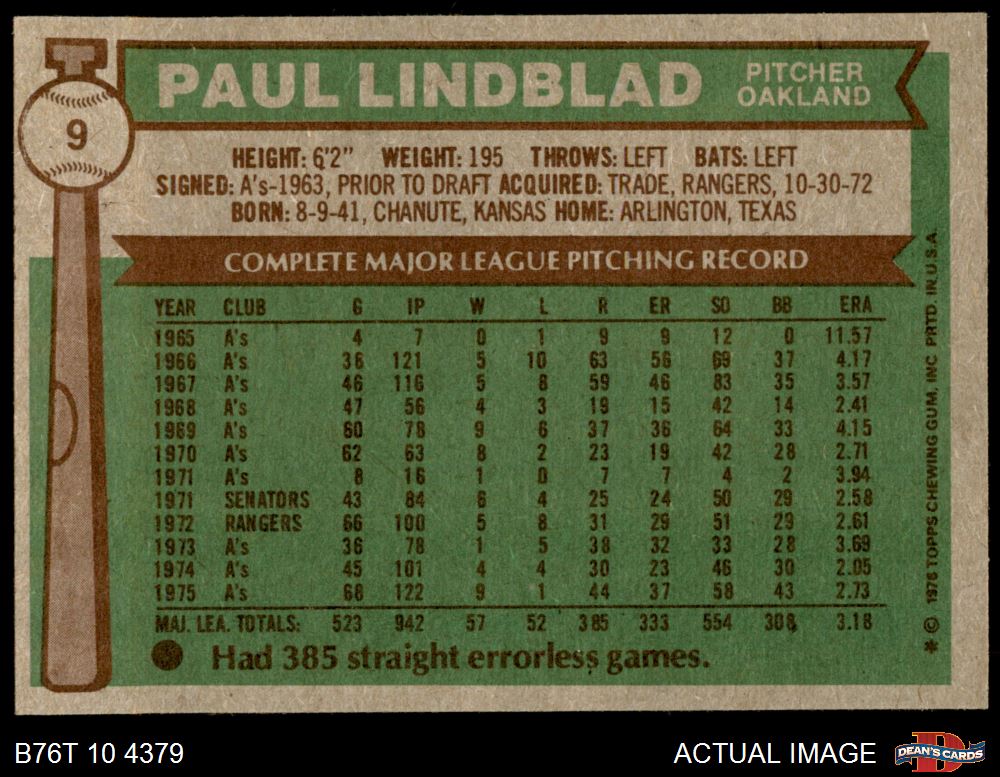 9
PAUL LINDBLAD
PITCHER
OAKLAND
HEIGHT: 6'2" WEIGHT: 195 THROWS: LEFT BATS: LEFT
SIGNED: A's-1963, PRIOR TO DRAFT ACQUIRED: TRADE, RANGERS, 10-30-72
BORN: 8-9-41, CHANUTE, KANSAS HOME: ARLINGTON, TEXAS
COMPLETE MAJOR LEAGUE PITCHING RECORD
YEAR CLUB G IP W L R ER SO BB ERA
1965 A's 4 7 0 1 9 9 12 0 11.57
1966 A's 38 121 5 10 63 56 69 37 4.17
1967 A's 46 116 5 8 59 46 83 35 3.57
1968 A's 47 56 4 3 19 15 42 14 2.41
1969 A's 60 78 9 6 37 36 64 33 4.15
1970 A's 62 63 8 2 23 19 42 28 2.71
1971 A's 8 16 1 0 7 7 4 2 3.94
1971 SENATORS 43 84 6 4 25 24 50 29 2.58
1972 RANGERS 66 100 5 8 31 29 51 29 2.61
1973 A's 36 78 1 5 38 32 33 28 3.69
1974 A's 45 101 4 4 30 23 46 30 2.05
1975 A's 68 122 9 1 44 37 58 43 2.73
MAJ. LEA. TOTALS: 523 942 57 52 385 333 554 308 3.18
Had 385 straight errorless games.
* © 1976 TOPPS CHEWING GUM, INC PRTD. IN U.S.A.
B76T 10 4379
ACTUAL IMAGE
D
DEAN'S CARDS